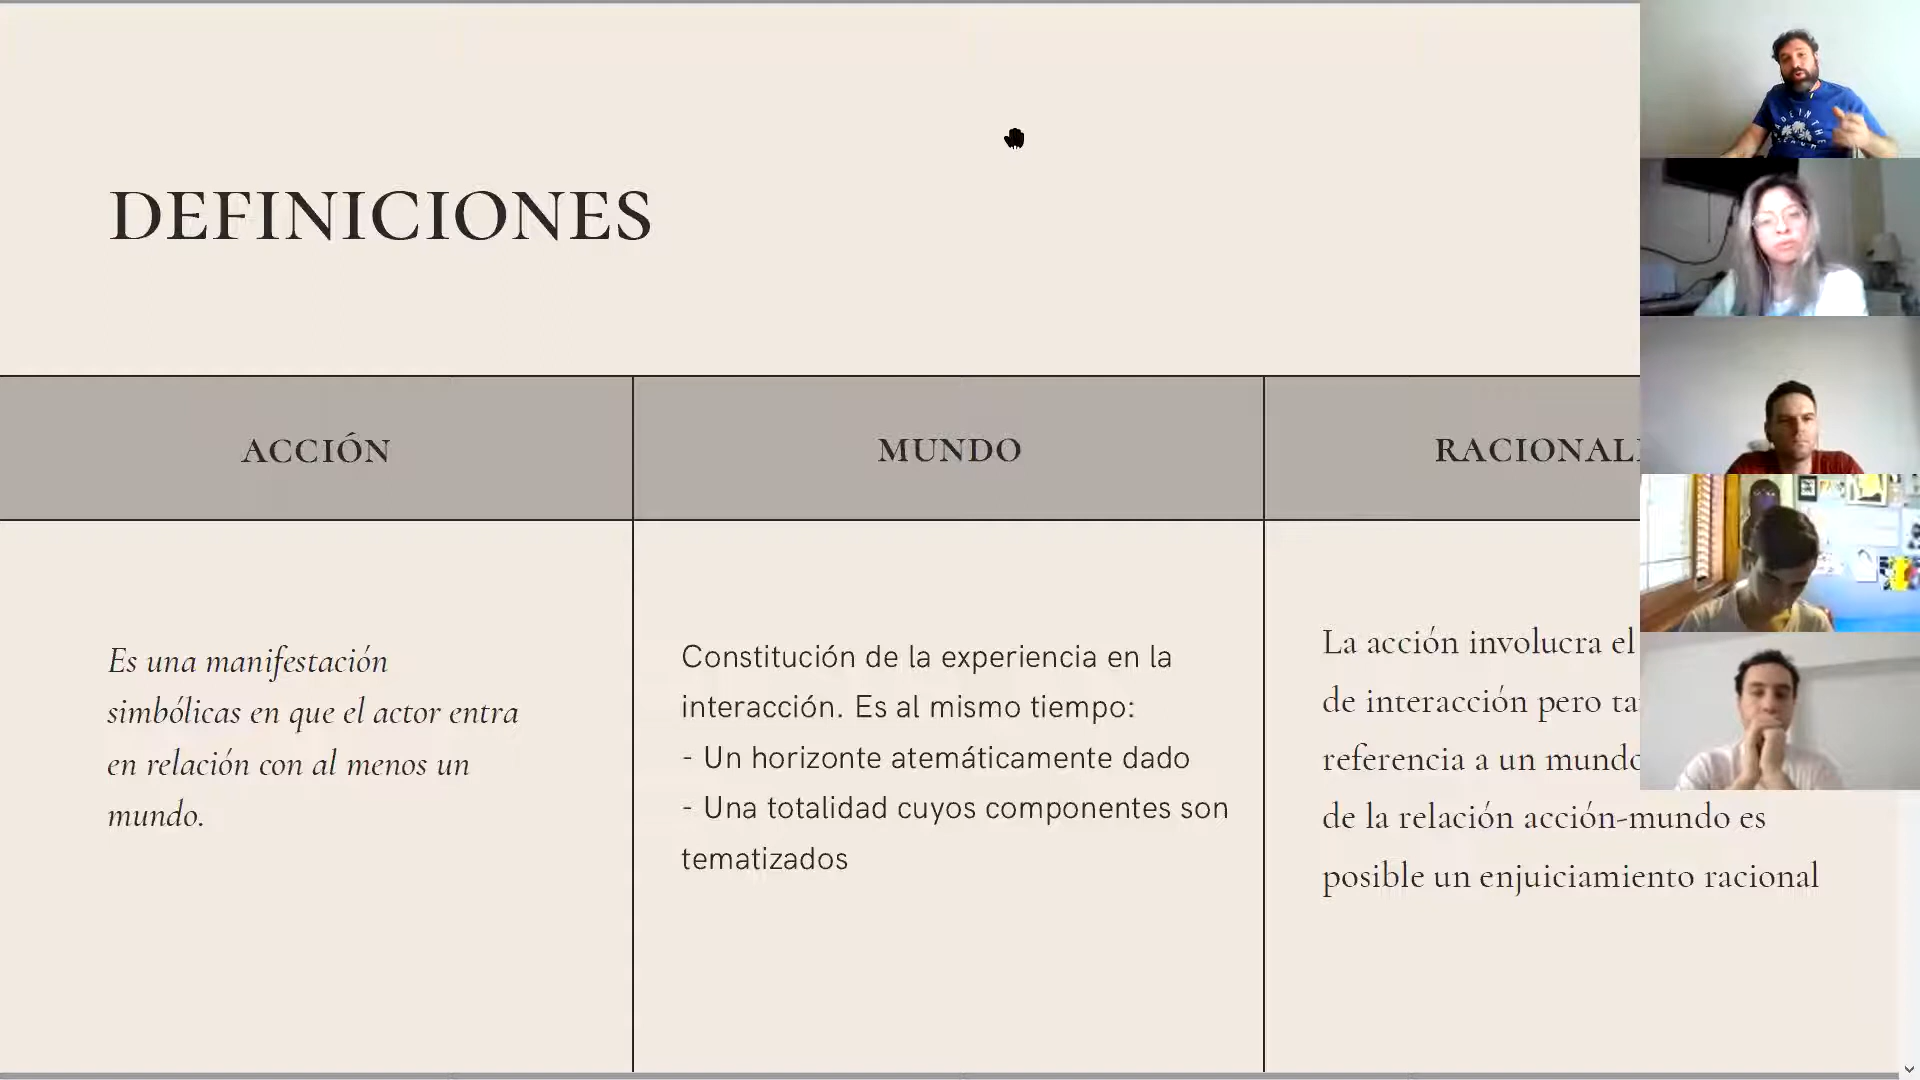 DEFINICIONES
ACCIÓN
MUNDO
Es una manifestación
simbólicas en que el actor entra
en relación con al menos un
mundo.
Constitución de la experiencia en la
interacción. Es al mismo tiempo:
- Un horizonte atemáticamente dado
- Una totalidad cuyos componentes son
tematizados
La acción involucra el
de interacción pero
referencia a un
de la relación acción-mundo es
posible un enjuiciamiento racional